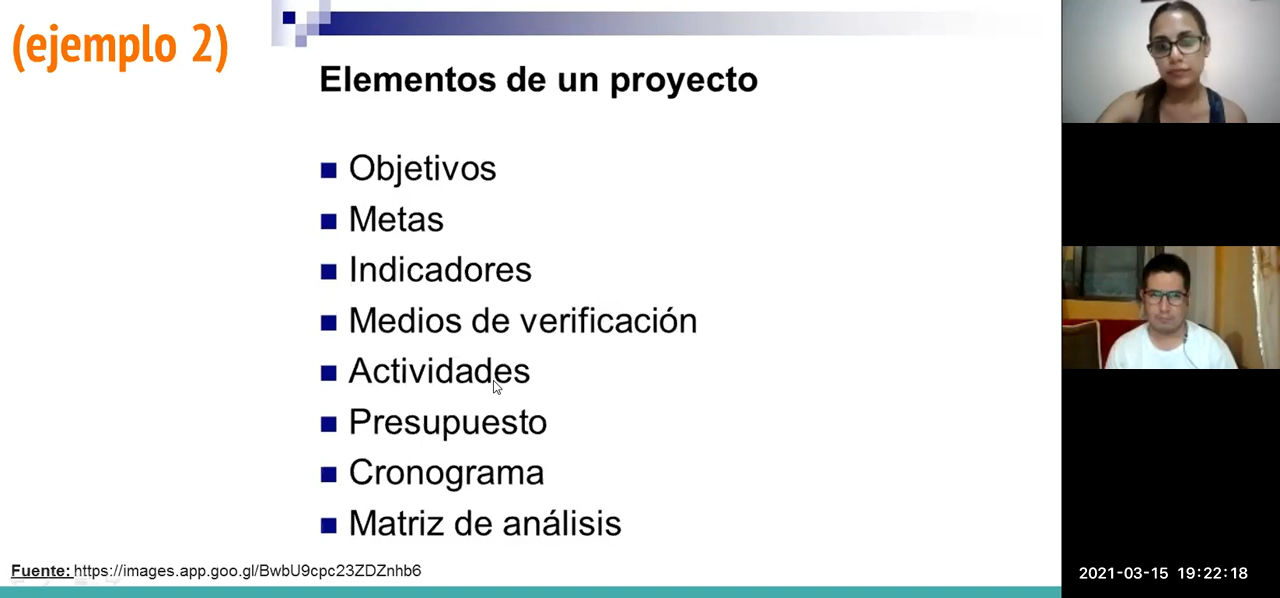 (ejemplo 2)
Elementos de un proyecto
Objetivos
Metas
Indicadores
Medios de verificación
Actividades
Presupuesto
Cronograma
Matriz de análisis
Fuente: https://images.app.goo.gl/BwbU9cpc23ZDZnhb6
2021-03-15 19:22:18